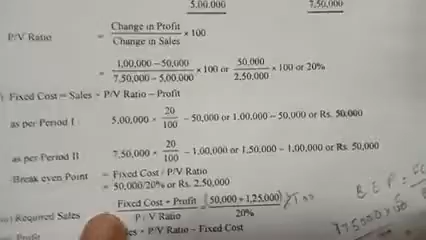 5,00,000 7,50,000
P/V Ratio = Change in Profit / Change in Sales × 100
= 1,00,000 – 50,000 / 7,50,000 – 5,00,000 × 100 or 50,000 / 2,50,000 × 100 or 20%
) Fixed Cost = Sales × P/V Ratio – Profit
as per Period I : 5,00,000 × 20/100 – 50,000 or 1,00,000 – 50,000 or Rs. 50,000
as per Period II 7,50,000 × 20/100 – 1,00,000 or 1,50,000 – 1,00,000 or Rs. 50,000
Break even Point = Fixed Cost / P/V Ratio
= 50,000/20% or Rs. 2,50,000
) Required Sales Fixed Cost + Profit / P/V Ratio (50,000 + 1,25,000) / 20%
Profit × P/V Ratio – Fixed Cost
B.E.P = F